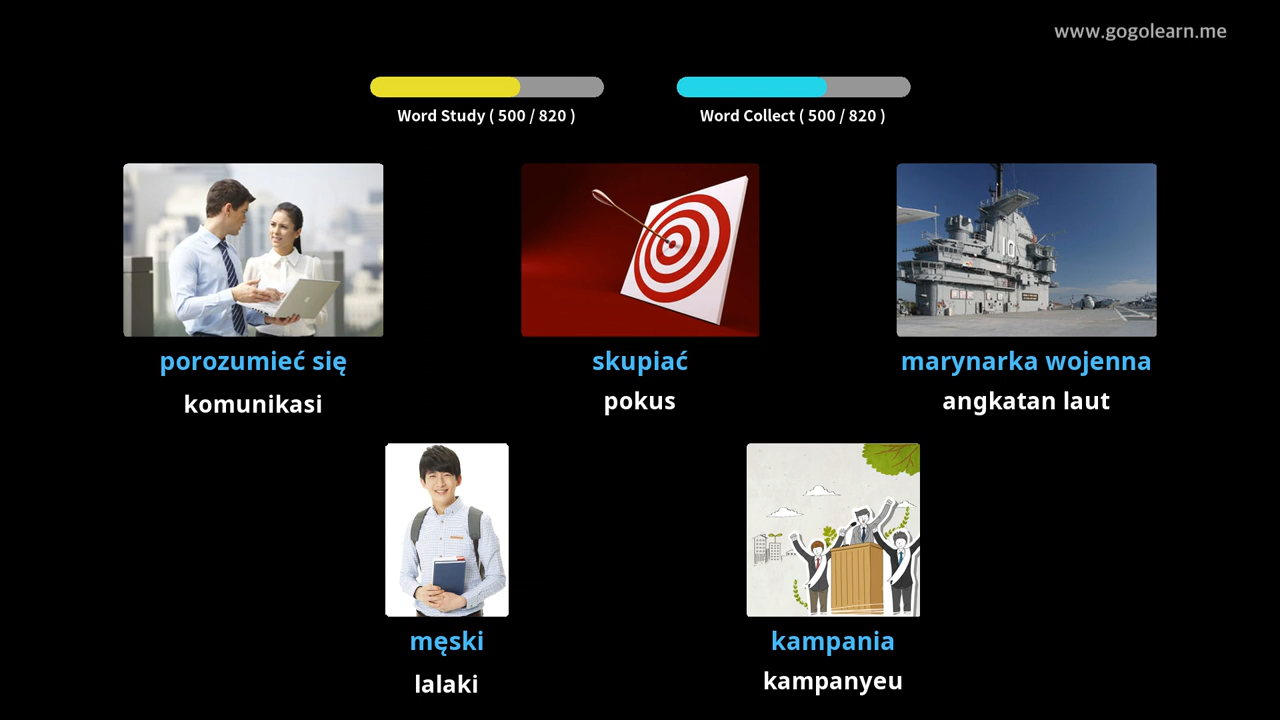 www.gogolearn.me
Word Study ( 500 / 820 )
Word Collect ( 500 / 820 )
porozumieć się
komunikasi
skupiać
pokus
marynarka wojenna
angkatan laut
męski
lalaki
kampania
kampanyeu